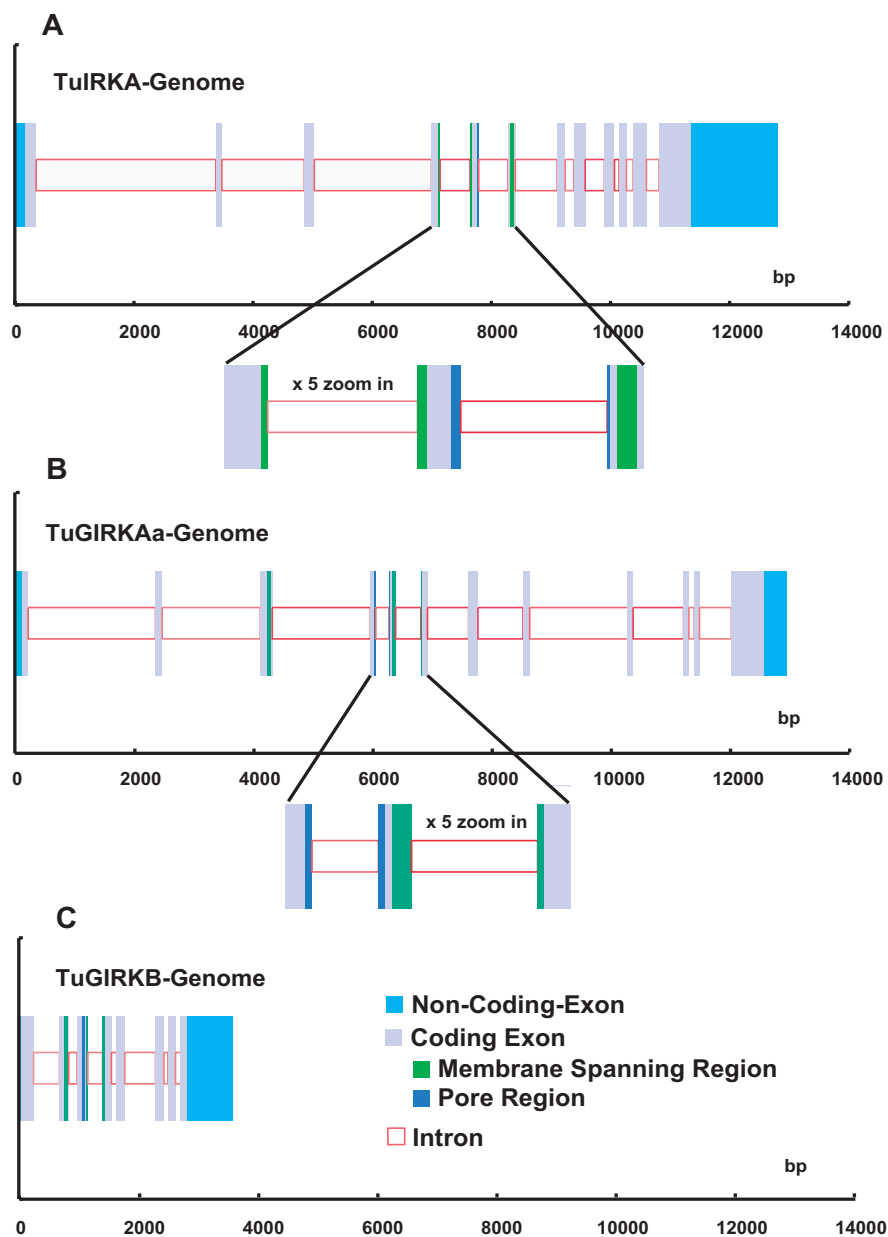 A
TuIRKA-Genome
bp
0 2000 4000 6000 8000 10000 12000 14000
x 5 zoom in
B
TuGIRKAa-Genome
bp
0 2000 4000 6000 8000 10000 12000 14000
x 5 zoom in
C
TuGIRKB-Genome
Non-Coding-Exon
Coding Exon
Membrane Spanning Region
Pore Region
Intron
bp
0 2000 4000 6000 8000 10000 12000 14000